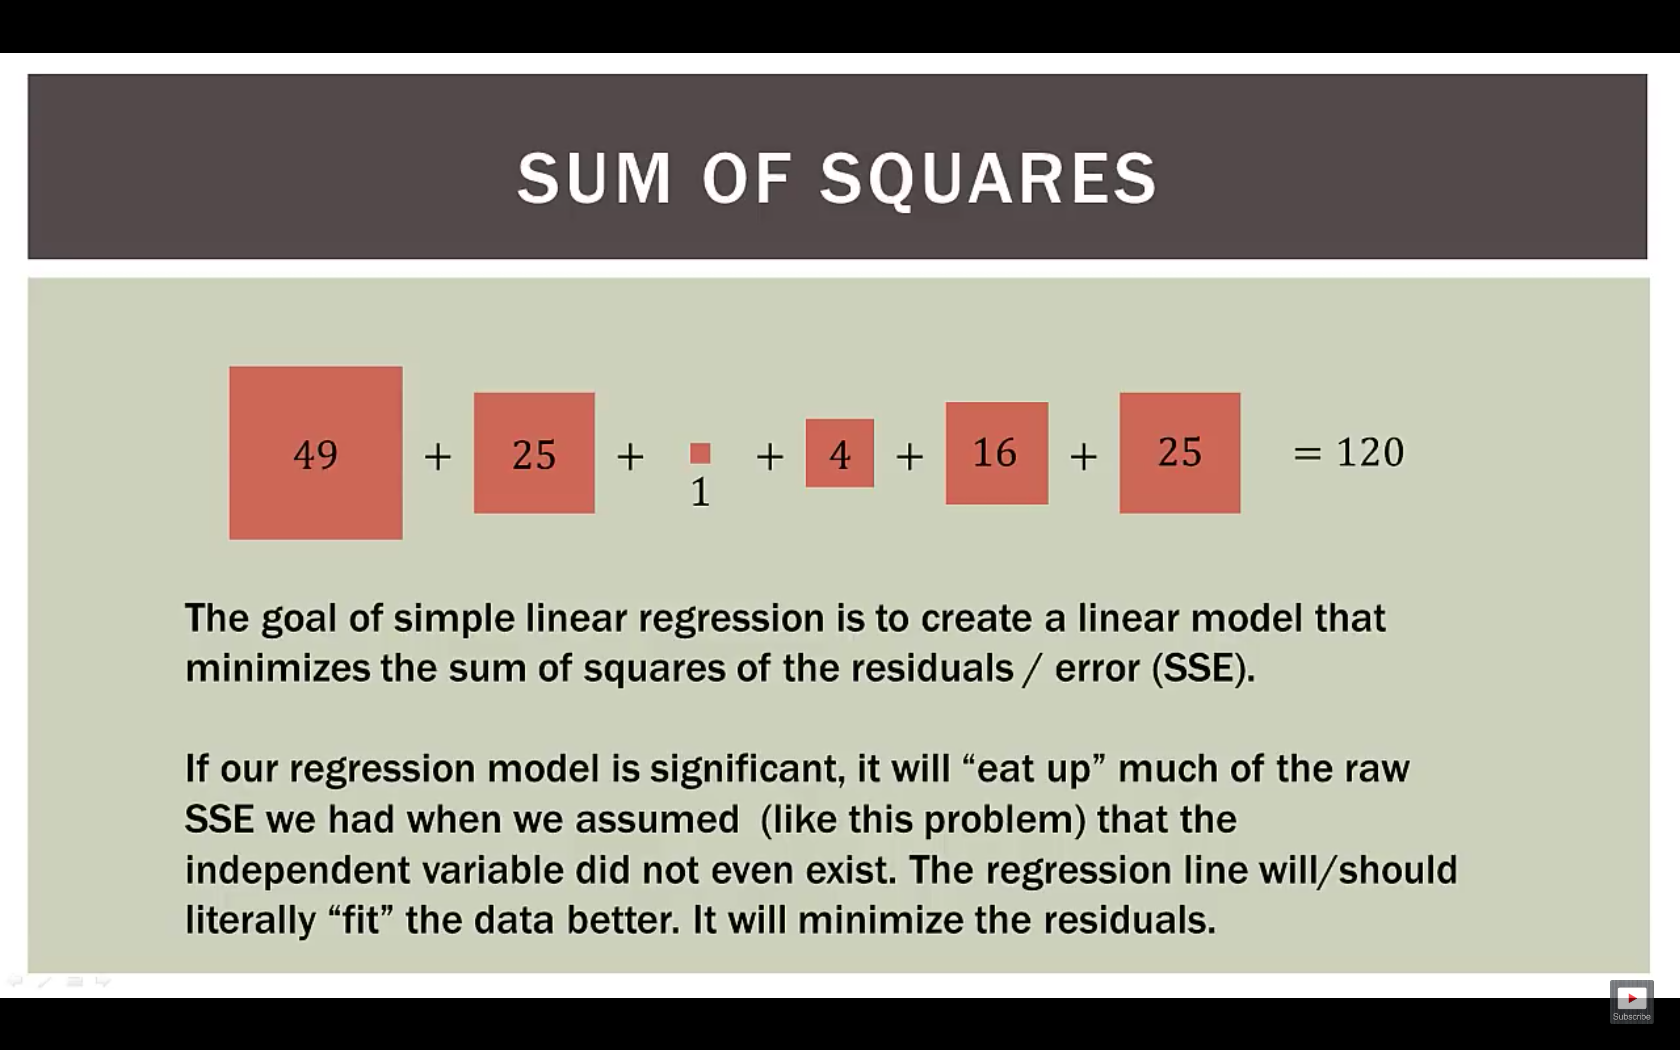 SUM OF SQUARES
49 + 25 + 1 + 4 + 16 + 25 = 120
The goal of simple linear regression is to create a linear model that
minimizes the sum of squares of the residuals / error (SSE).
If our regression model is significant, it will “eat up” much of the raw
SSE we had when we assumed (like this problem) that the
independent variable did not even exist. The regression line will/should
literally “fit” the data better. It will minimize the residuals.
Subscribe